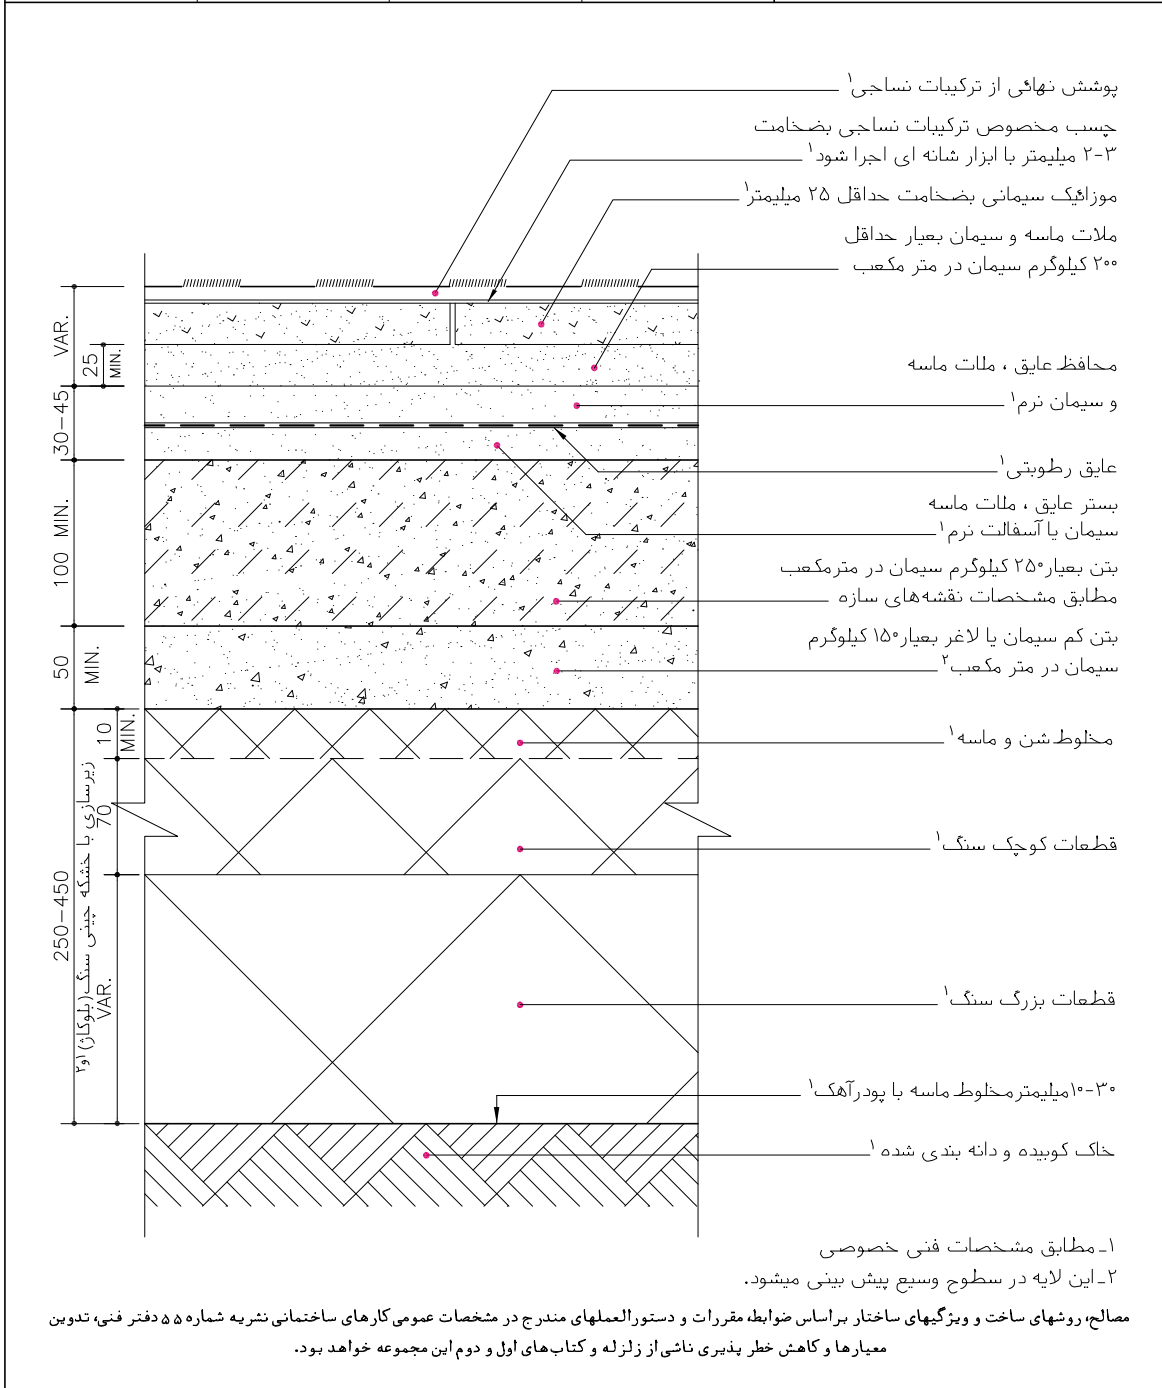 پوشش نهائی از ترکیبات نساجی۱
چسب مخصوص ترکیبات نساجی بضخامت
۲-۳ میلیمتر با ابزار شانه ای اجرا شود۱
موزائیک سیمانی بضخامت حداقل ۲۵ میلیمتر۱
ملات ماسه و سیمان بعیار حداقل
۲۰۰ کیلوگرم سیمان در متر مکعب
محافظ عایق ، ملات ماسه
و سیمان نرم۱
عایق رطوبتی۱
بستر عایق ، ملات ماسه
سیمان یا آسفالت نرم۱
بتن بعیار۲۵۰ کیلوگرم سیمان در مترمکعب
مطابق مشخصات نقشه‌های سازه
بتن کم سیمان یا لاغر بعیار۱۵۰ کیلوگرم
سیمان در متر مکعب۲
مخلوط شن و ماسه۱
قطعات کوچک سنگ۱
قطعات بزرگ سنگ۱
۱۰-۳۰میلیمتر مخلوط ماسه با پودرآهک۱
خاک کوبیده و دانه بندی شده۱
VAR.
25
MIN.
30-45
100 MIN.
50
MIN.
10
MIN.
70
250-450
زیرسازی با خشکه چینی سنگ(بلوکاژ)۱و۲
VAR.
۱ـ مطابق مشخصات فنی خصوصی
۲ـ این لایه در سطوح وسیع پیش بینی میشود.
مصالح، روشهای ساخت و ویژگیهای ساختار براساس ضوابط، مقررات و دستورالعملهای مندرج در مشخصات عمومی کارهای ساختمانی نشریه شماره ۵۵ دفتر فنی، تدوین
معیارها و کاهش خطر پذیری ناشی از زلزله و کتاب‌های اول و دوم این مجموعه خواهد بود.